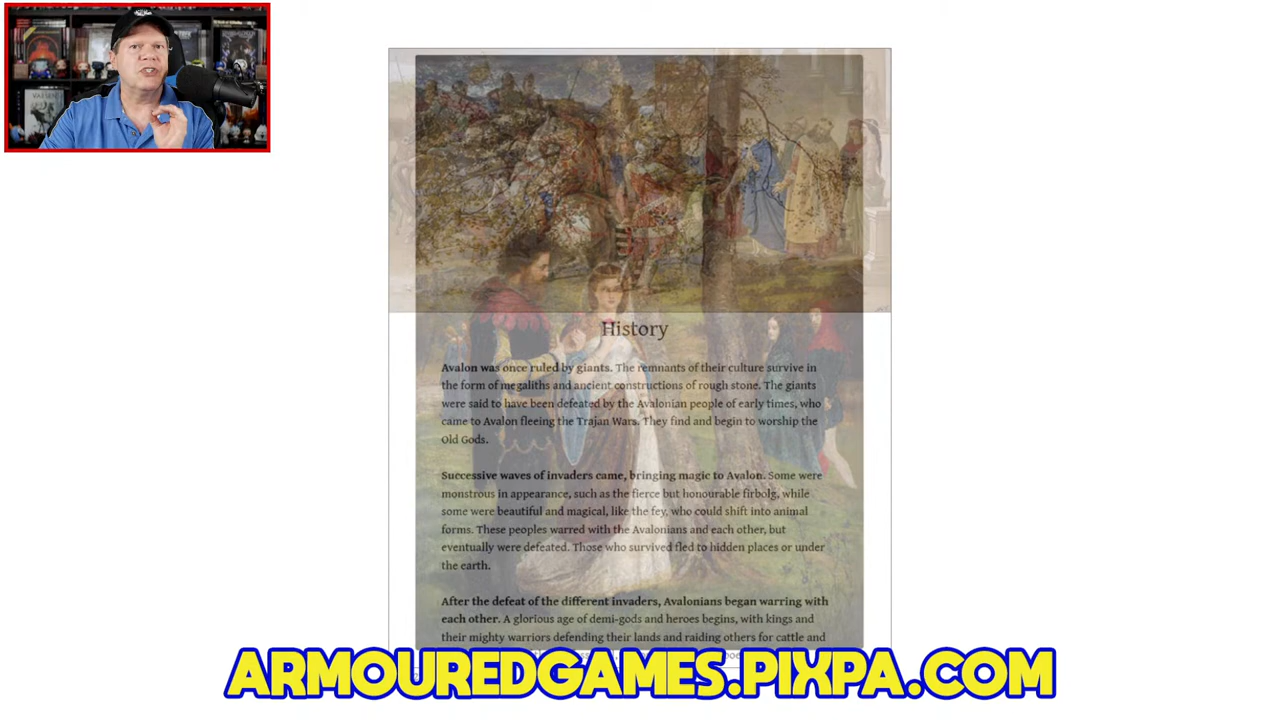 VAESEN
History
Avalon was once ruled by giants. The remnants of their culture survive in
the form of megaliths and ancient constructions of rough stone. The giants
were said to have been defeated by the Avalonian people of early times, who
came to Avalon fleeing the Trajan Wars. They find and begin to worship the
Old Gods.
Successive waves of invaders came, bringing magic to Avalon. Some were
monstrous in appearance, such as the fierce but honourable firbolg, while
some were beautiful and magical, like the fey, who could shift into animal
forms. These peoples warred with the Avalonians and each other, but
eventually were defeated. Those who survived fled to hidden places or under
the earth.
After the defeat of the different invaders, Avalonians began warring with
each other. A glorious age of demi-gods and heroes begins, with kings and
their mighty warriors defending their lands and raiding others for cattle and
ARMOUREDGAMES.PIXPA.COM